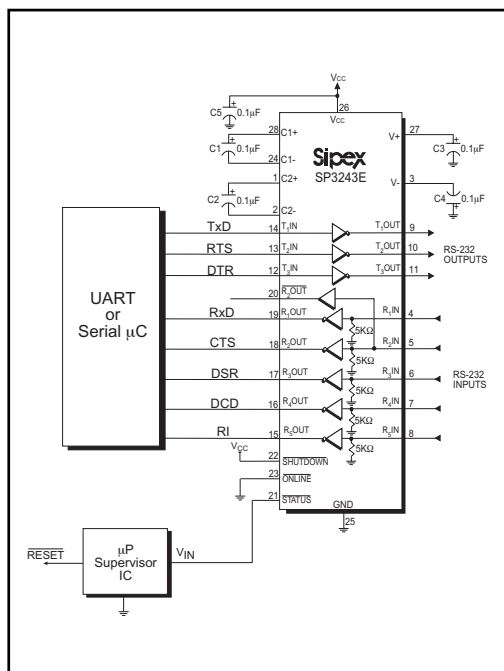 VCC
C5 + 0.1µF
26
VCC
28 C1+
C1 + 0.1µF
24 C1-
1 C2+
C2 + 0.1µF
2 C2-
Sipex
SP3243E
V+ 27
C3 + 0.1µF
V- 3
C4 0.1µF +
UART
or
Serial µC
TxD 14 T1IN T1OUT 9
RTS 13 T2IN T2OUT 10
DTR 12 T3IN T3OUT 11
RS-232
OUTPUTS
20 R2OUT
RxD 19 R1OUT R1IN 4
5KΩ
CTS 18 R2OUT R2IN 5
5KΩ
DSR 17 R3OUT R3IN 6
5KΩ
DCD 16 R4OUT R4IN 7
5KΩ
RI 15 R5OUT R5IN 8
5KΩ
RS-232
INPUTS
VCC
22 SHUTDOWN
23 ONLINE
21 STATUS
GND
25
RESET
µP
Supervisor
IC
VIN